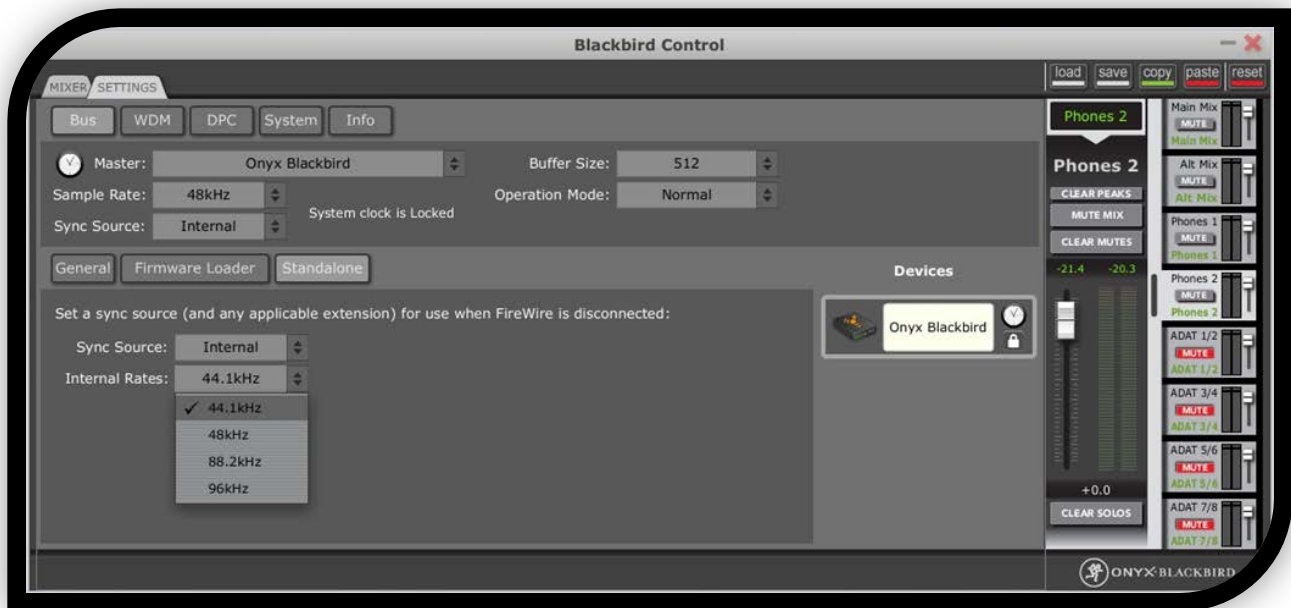 Blackbird Control
MIXER SETTINGS
load save copy paste reset
Bus WDM DPC System Info
Master: Onyx Blackbird Buffer Size: 512
Sample Rate: 48kHz Operation Mode: Normal
System clock is Locked
Sync Source: Internal
General Firmware Loader Standalone
Set a sync source (and any applicable extension) for use when FireWire is disconnected:
Sync Source: Internal
Internal Rates: 44.1kHz
✓ 44.1kHz
48kHz
88.2kHz
96kHz
Devices
Onyx Blackbird
Phones 2
Phones 2
CLEAR PEAKS
MUTE MIX
CLEAR MUTES
-21.4 -20.3
+0.0
CLEAR SOLOS
Main Mix
MUTE
Main Mix
Alt Mix
MUTE
Alt Mix
Phones 1
MUTE
Phones 1
Phones 2
MUTE
Phones 2
ADAT 1/2
MUTE
ADAT 1/2
ADAT 3/4
MUTE
ADAT 3/4
ADAT 5/6
MUTE
ADAT 5/6
ADAT 7/8
MUTE
ADAT 7/8
ONYX BLACKBIRD